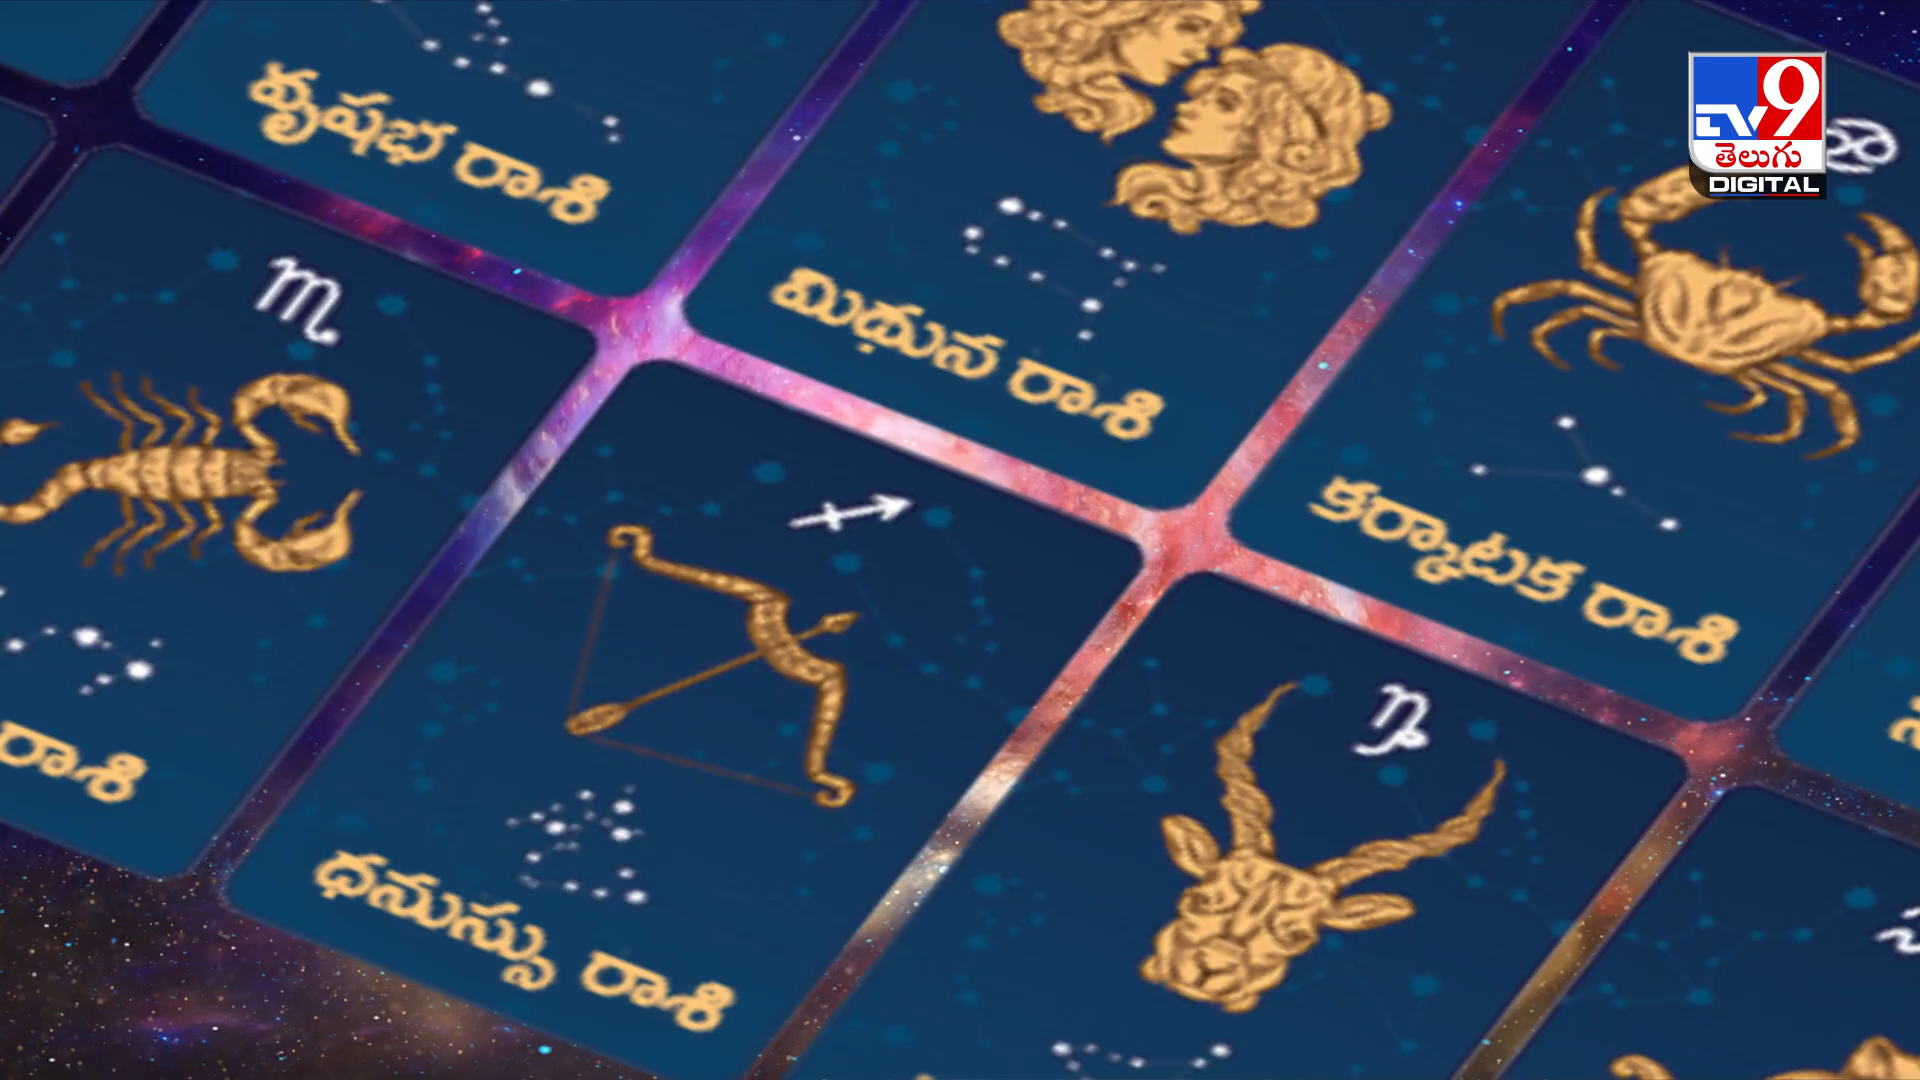 వృషభ రాశి
మిథున రాశి
కర్కాటక రాశి
రాశి
ధనుస్సు రాశి
TV9
తెలుగు
DIGITAL